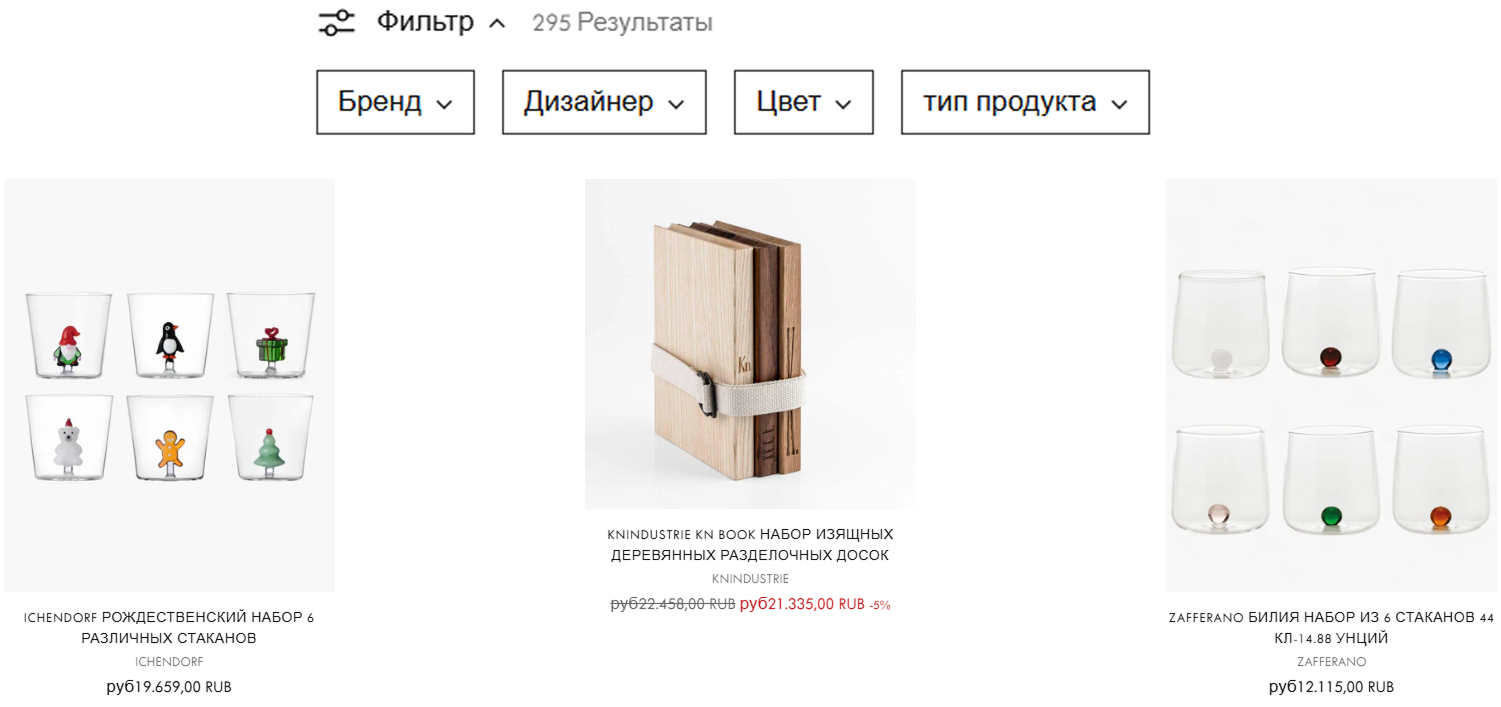 Фильтр 295 Результаты
Бренд Дизайнер Цвет тип продукта
Kn
ICHENDORF РОЖДЕСТВЕНСКИЙ НАБОР 6
РАЗЛИЧНЫХ СТАКАНОВ
ICHENDORF
руб19.659,00 RUB
KNINDUSTRIE KN BOOK НАБОР ИЗЯЩНЫХ
ДЕРЕВЯННЫХ РАЗДЕЛОЧНЫХ ДОСОК
KNINDUSTRIE
руб22.458,00 RUB руб21.335,00 RUB -5%
ZAFFERANO БИЛИЯ НАБОР ИЗ 6 СТАКАНОВ 44
КЛ-14.88 УНЦИЙ
ZAFFERANO
руб12.115,00 RUB